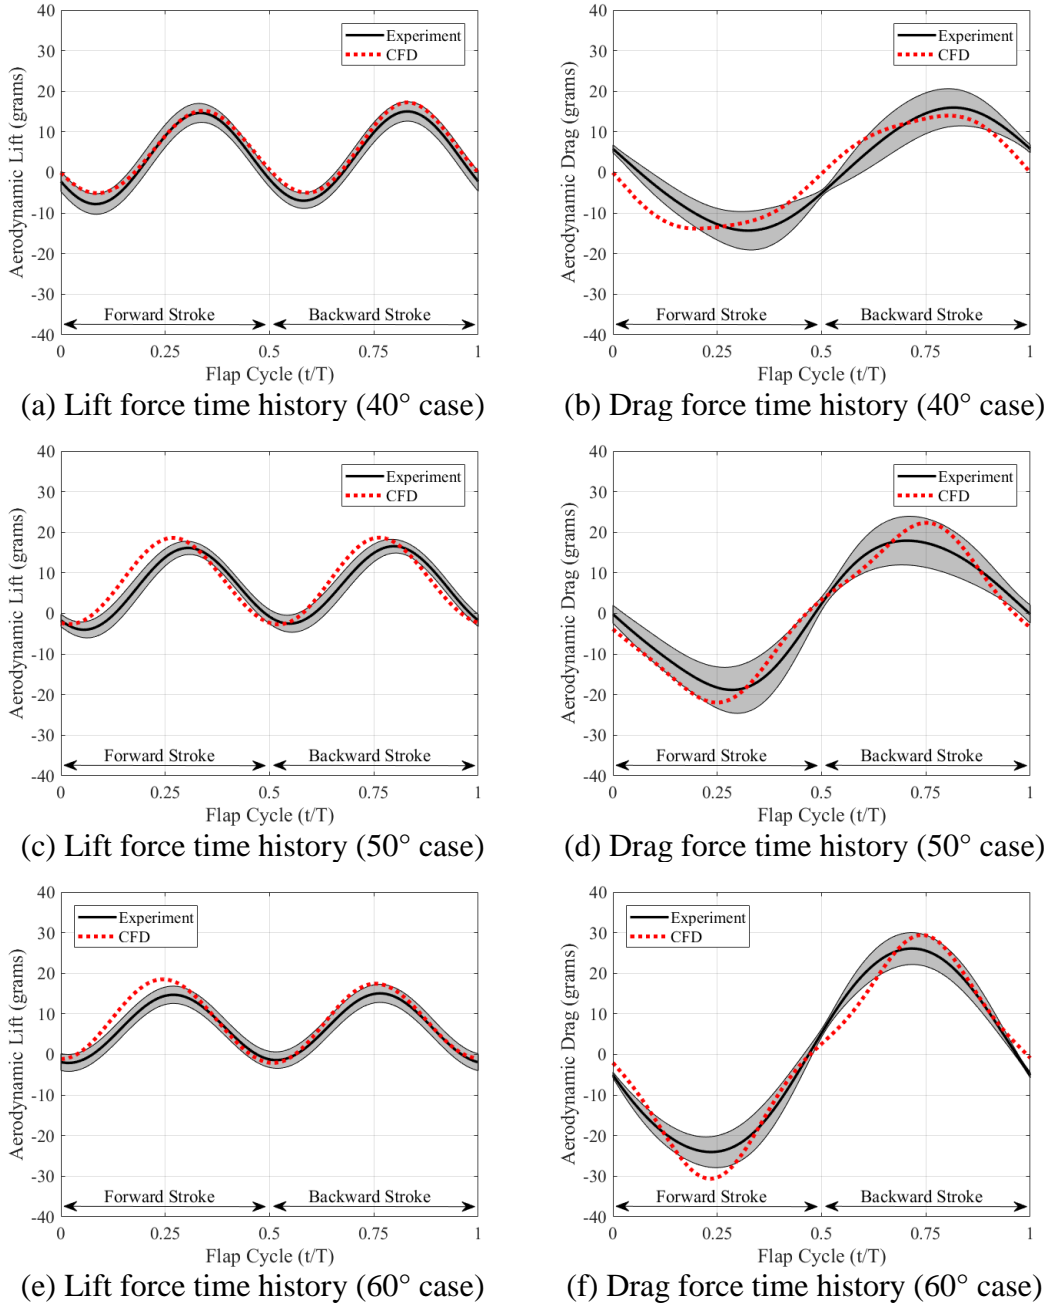 40
30
20
10
0
-10
-20
-30
-40
Aerodynamic Lift (grams)
Experiment
CFD
Forward Stroke
Backward Stroke
0 0.25 0.5 0.75 1
Flap Cycle (t/T)
(a) Lift force time history (40° case)
40
30
20
10
0
-10
-20
-30
-40
Aerodynamic Drag (grams)
Experiment
CFD
Forward Stroke
Backward Stroke
0 0.25 0.5 0.75 1
Flap Cycle (t/T)
(b) Drag force time history (40° case)
40
30
20
10
0
-10
-20
-30
-40
Aerodynamic Lift (grams)
Experiment
CFD
Forward Stroke
Backward Stroke
0 0.25 0.5 0.75 1
Flap Cycle (t/T)
(c) Lift force time history (50° case)
40
30
20
10
0
-10
-20
-30
-40
Aerodynamic Drag (grams)
Experiment
CFD
Forward Stroke
Backward Stroke
0 0.25 0.5 0.75 1
Flap Cycle (t/T)
(d) Drag force time history (50° case)
40
30
20
10
0
-10
-20
-30
-40
Aerodynamic Lift (grams)
Experiment
CFD
Forward Stroke
Backward Stroke
0 0.25 0.5 0.75 1
Flap Cycle (t/T)
(e) Lift force time history (60° case)
40
30
20
10
0
-10
-20
-30
-40
Aerodynamic Drag (grams)
Experiment
CFD
Forward Stroke
Backward Stroke
0 0.25 0.5 0.75 1
Flap Cycle (t/T)
(f) Drag force time history (60° case)